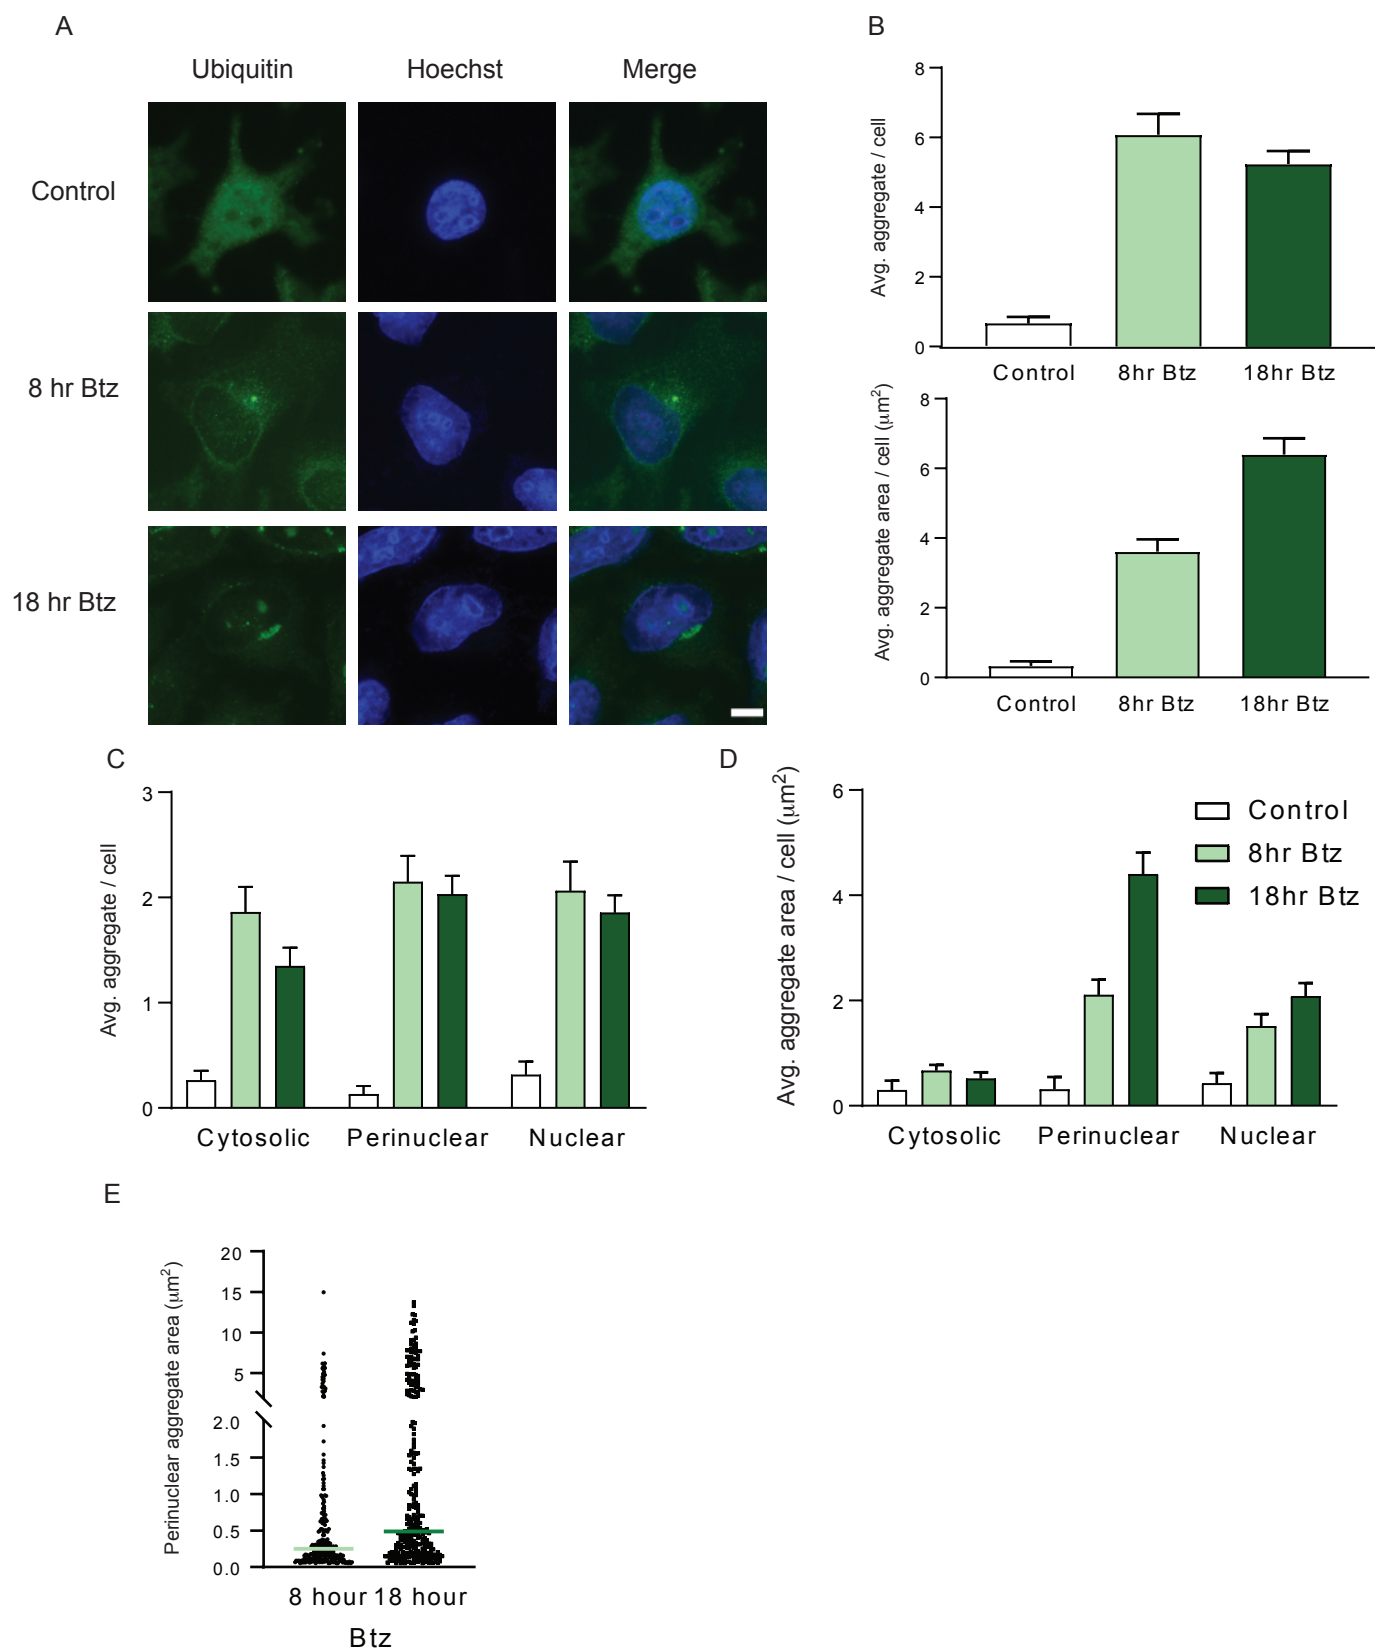 A
Ubiquitin Hoechst Merge
Control
8 hr Btz
18 hr Btz
B
Avg. aggregate / cell
8
6
4
2
0
Control 8hr Btz 18hr Btz
Avg. aggregate area / cell (μm²)
8
6
4
2
0
Control 8hr Btz 18hr Btz
C
Avg. aggregate / cell
3
2
1
0
Cytosolic Perinuclear Nuclear
D
Avg. aggregate area / cell (μm²)
6
4
2
0
Control
8hr Btz
18hr Btz
Cytosolic Perinuclear Nuclear
E
Perinuclear aggregate area (μm²)
20
15
10
5
2.0
1.5
1.0
0.5
0.0
8 hour 18 hour
Btz